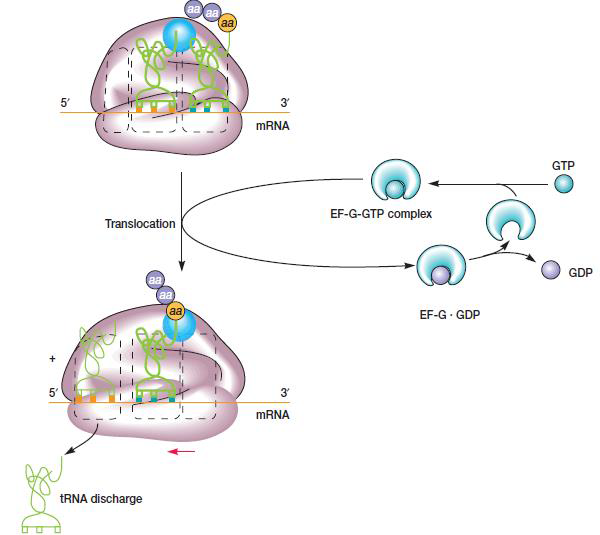 aa aa aa
5′ 3′
mRNA
GTP
EF-G-GTP complex
Translocation
GDP
EF-G · GDP
aa
aa
aa
+
5′ 3′
mRNA
tRNA discharge